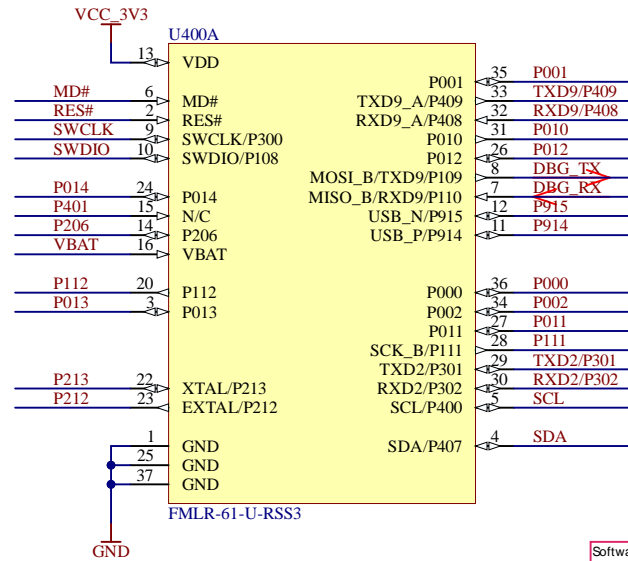 VCC_3V3
U400A
13 VDD
P001 35 P001
MD# 6 MD# TXD9_A/P409 33 TXD9/P409
RES# 2 RES# RXD9_A/P408 32 RXD9/P408
SWCLK 9 SWCLK/P300 P010 31 P010
SWDIO 10 SWDIO/P108 P012 26 P012
MOSI_B/TXD9/P109 8 DBG_TX
P014 24 P014 MISO_B/RXD9/P110 7 DBG_RX
P401 15 N/C USB_N/P915 12 P915
P206 14 P206 USB_P/P914 11 P914
VBAT 16 VBAT
P112 20 P112 P000 36 P000
P013 3 P013 P002 34 P002
P011 27 P011
SCK_B/P111 28 P111
TXD2/P301 29 TXD2/P301
P213 22 XTAL/P213 RXD2/P302 30 RXD2/P302
P212 23 EXTAL/P212 SCL/P400 5 SCL
1 GND SDA/P407 4 SDA
25 GND
37 GND
FMLR-61-U-RSS3
GND